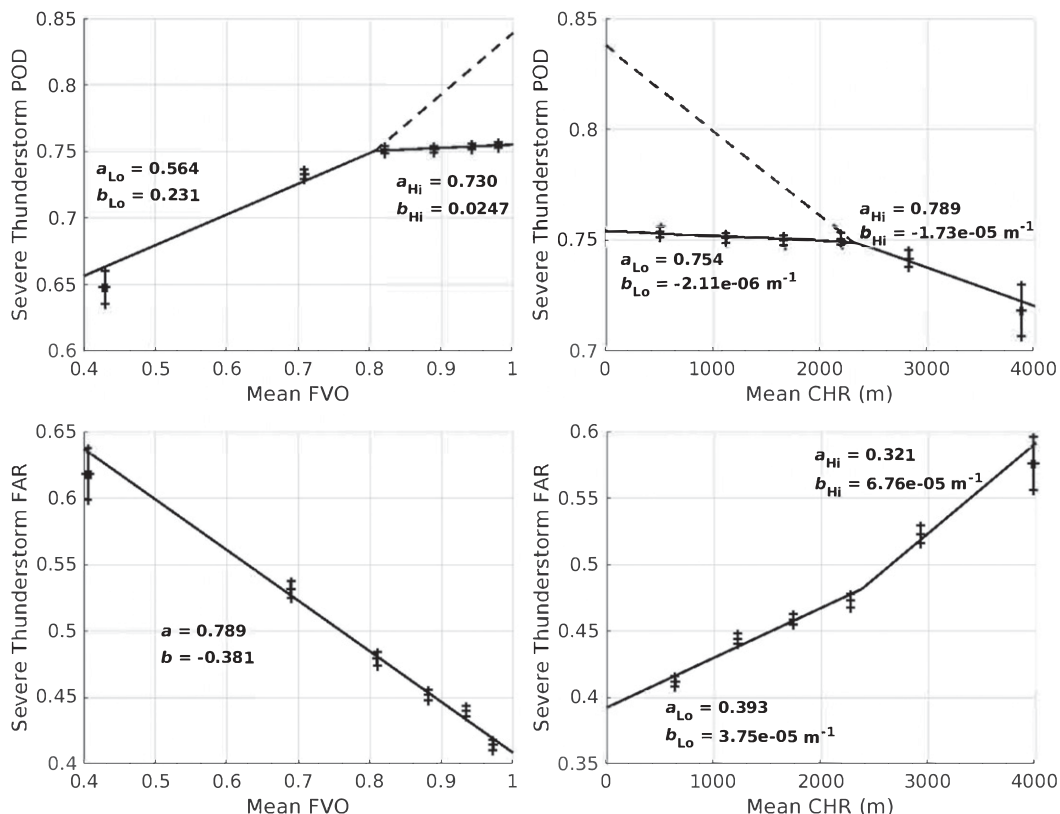 Severe Thunderstorm POD
0.85
0.8
0.75
0.7
0.65
0.6
a_Lo = 0.564
b_Lo = 0.231
a_Hi = 0.730
b_Hi = 0.0247
0.4 0.5 0.6 0.7 0.8 0.9 1
Mean FVO
Severe Thunderstorm POD
0.85
0.8
0.75
0.7
a_Hi = 0.789
b_Hi = -1.73e-05 m⁻¹
a_Lo = 0.754
b_Lo = -2.11e-06 m⁻¹
0 1000 2000 3000 4000
Mean CHR (m)
Severe Thunderstorm FAR
0.65
0.6
0.55
0.5
0.45
0.4
a = 0.789
b = -0.381
0.4 0.5 0.6 0.7 0.8 0.9 1
Mean FVO
Severe Thunderstorm FAR
0.6
0.55
0.5
0.45
0.4
0.35
a_Hi = 0.321
b_Hi = 6.76e-05 m⁻¹
a_Lo = 0.393
b_Lo = 3.75e-05 m⁻¹
0 1000 2000 3000 4000
Mean CHR (m)